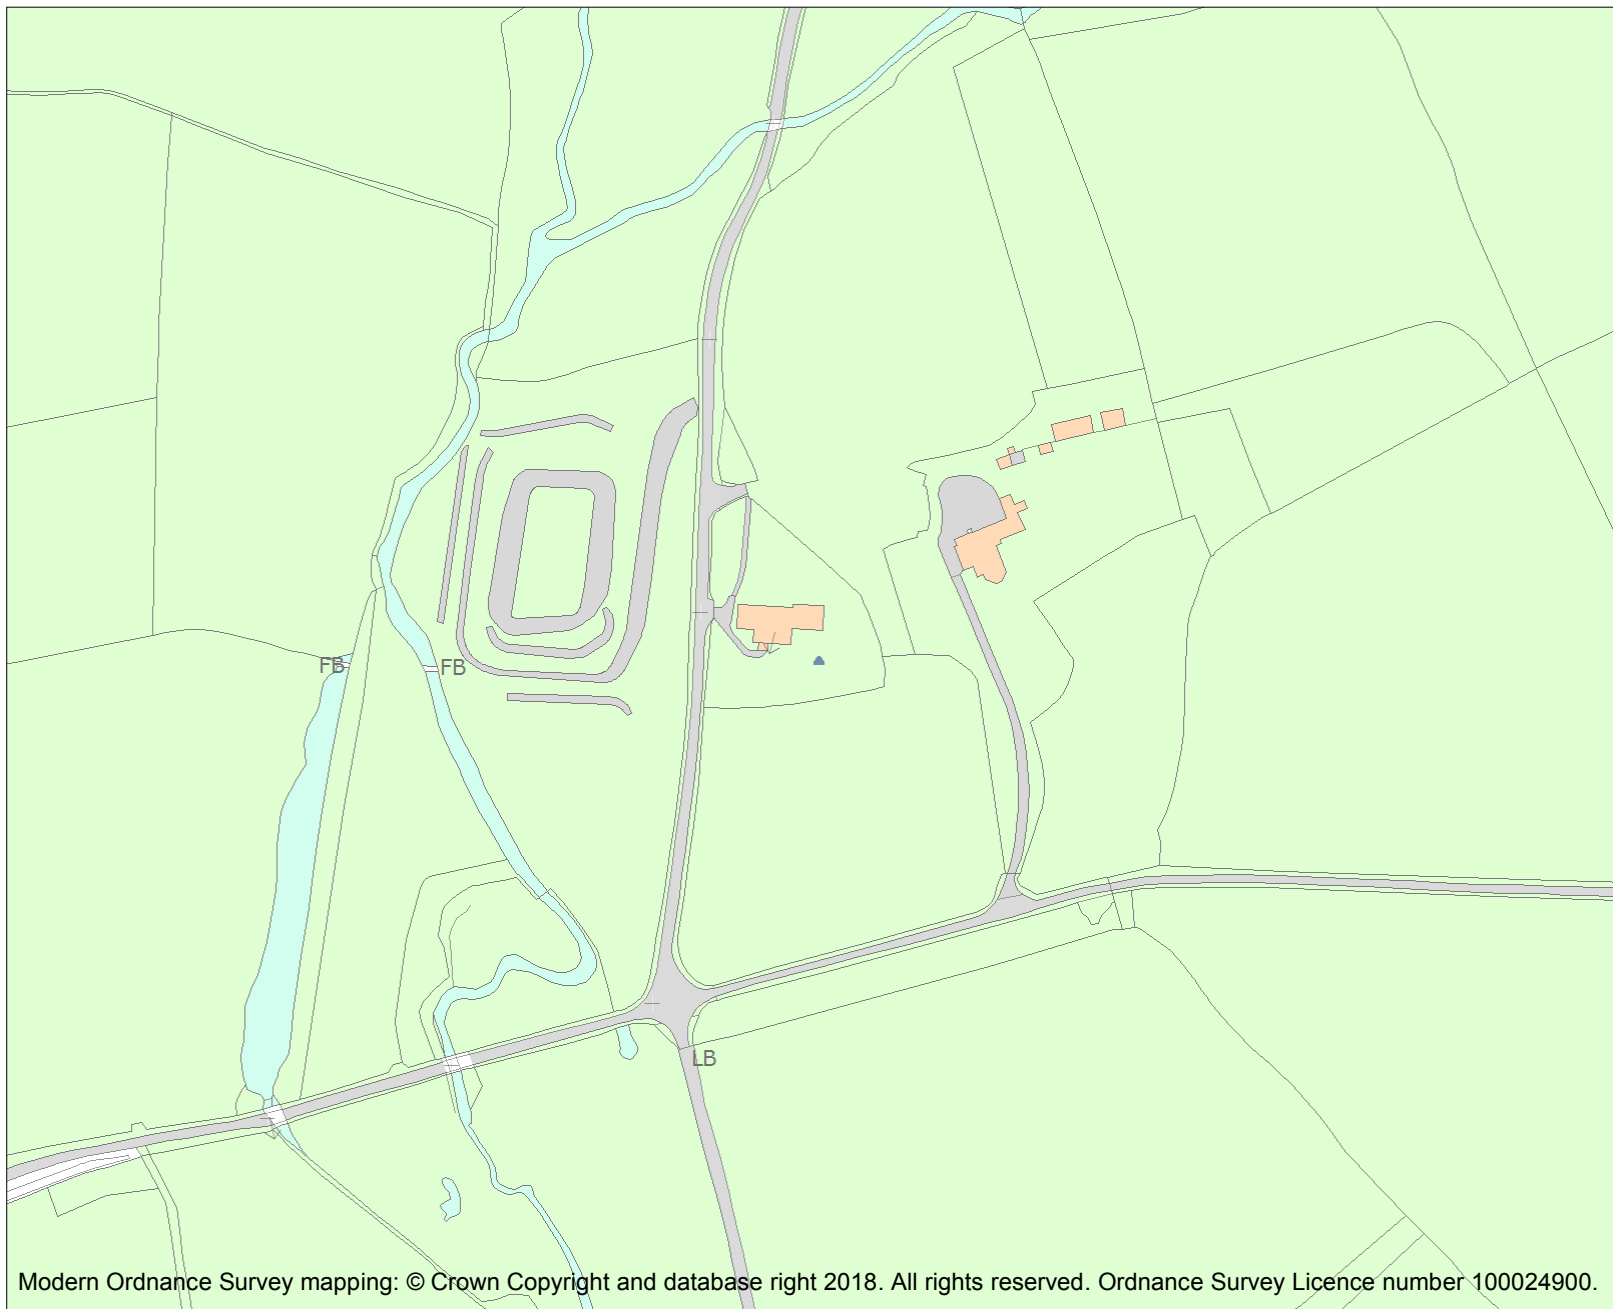 FB
FB
LB
Modern Ordnance Survey mapping: © Crown Copyright and database right 2018. All rights reserved. Ordnance Survey Licence number 100024900.